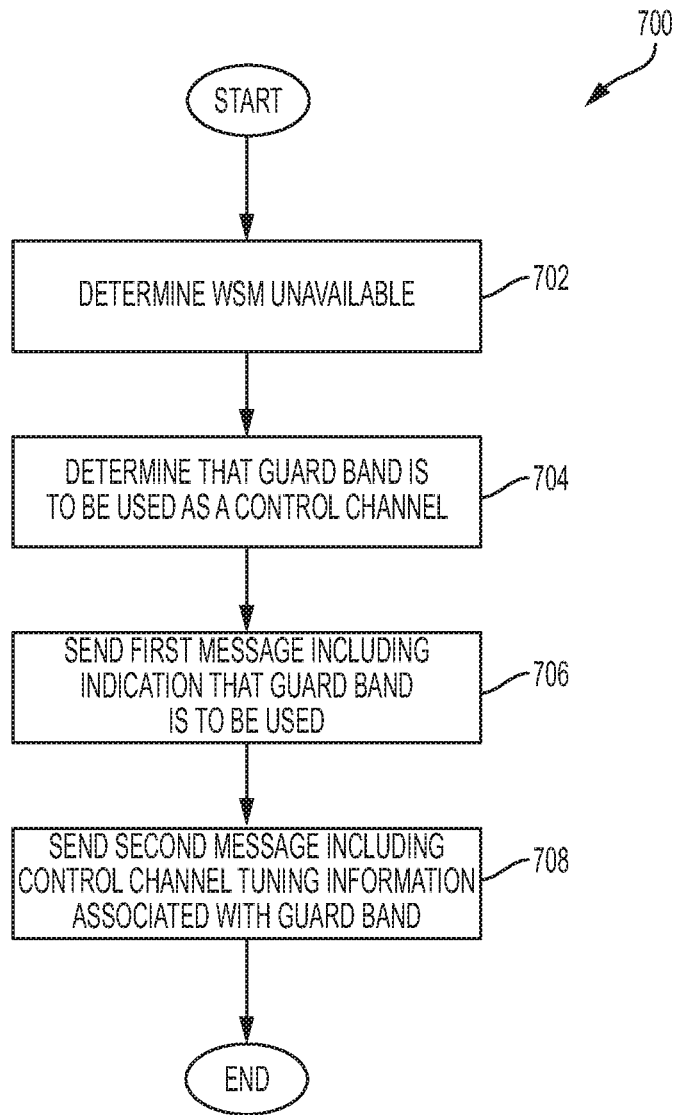 700
START
DETERMINE WSM UNAVAILABLE
702
DETERMINE THAT GUARD BAND IS
TO BE USED AS A CONTROL CHANNEL
704
SEND FIRST MESSAGE INCLUDING
INDICATION THAT GUARD BAND
IS TO BE USED
706
SEND SECOND MESSAGE INCLUDING
CONTROL CHANNEL TUNING INFORMATION
ASSOCIATED WITH GUARD BAND
708
END